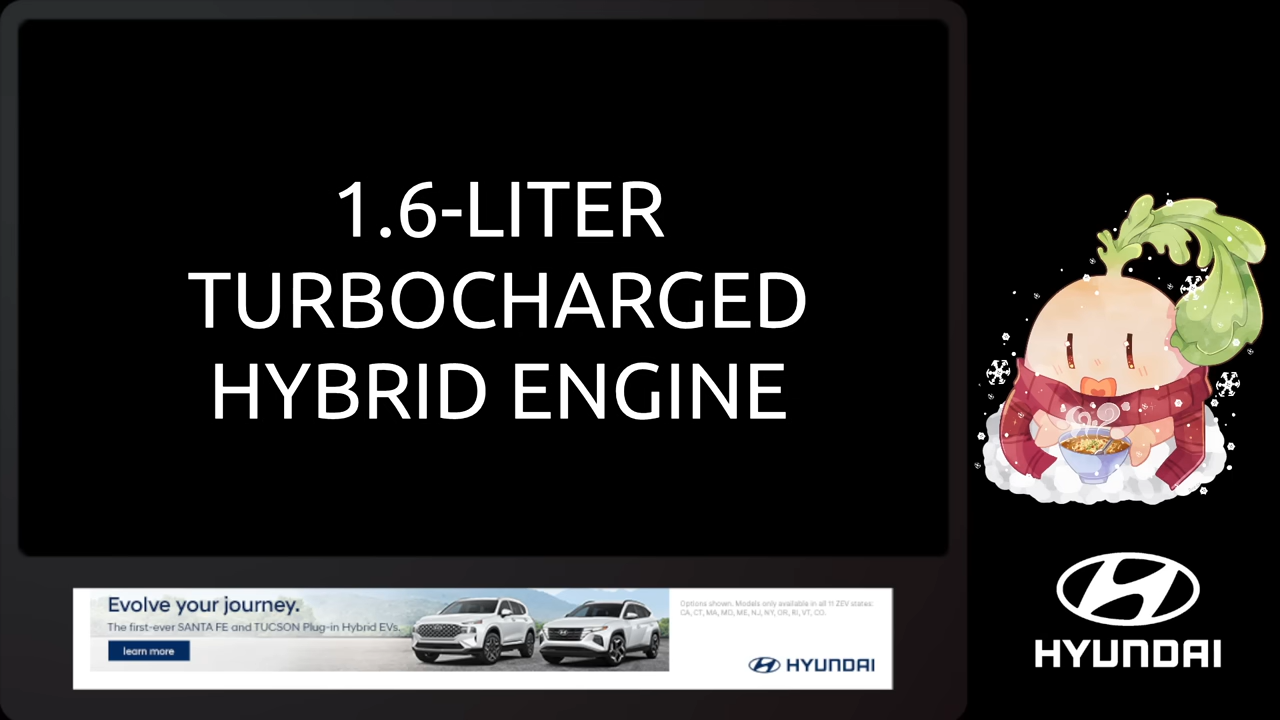 1.6-LITER
TURBOCHARGED
HYBRID ENGINE
Evolve your journey.
The first-ever SANTA FE and TUCSON Plug-in Hybrid EVs.
learn more
Options shown. Models only available in all 11 ZEV states:
CA, CT, MA, MD, ME, NJ, NY, OR, RI, VT, CO.
HYUNDAI
HYUNDAI